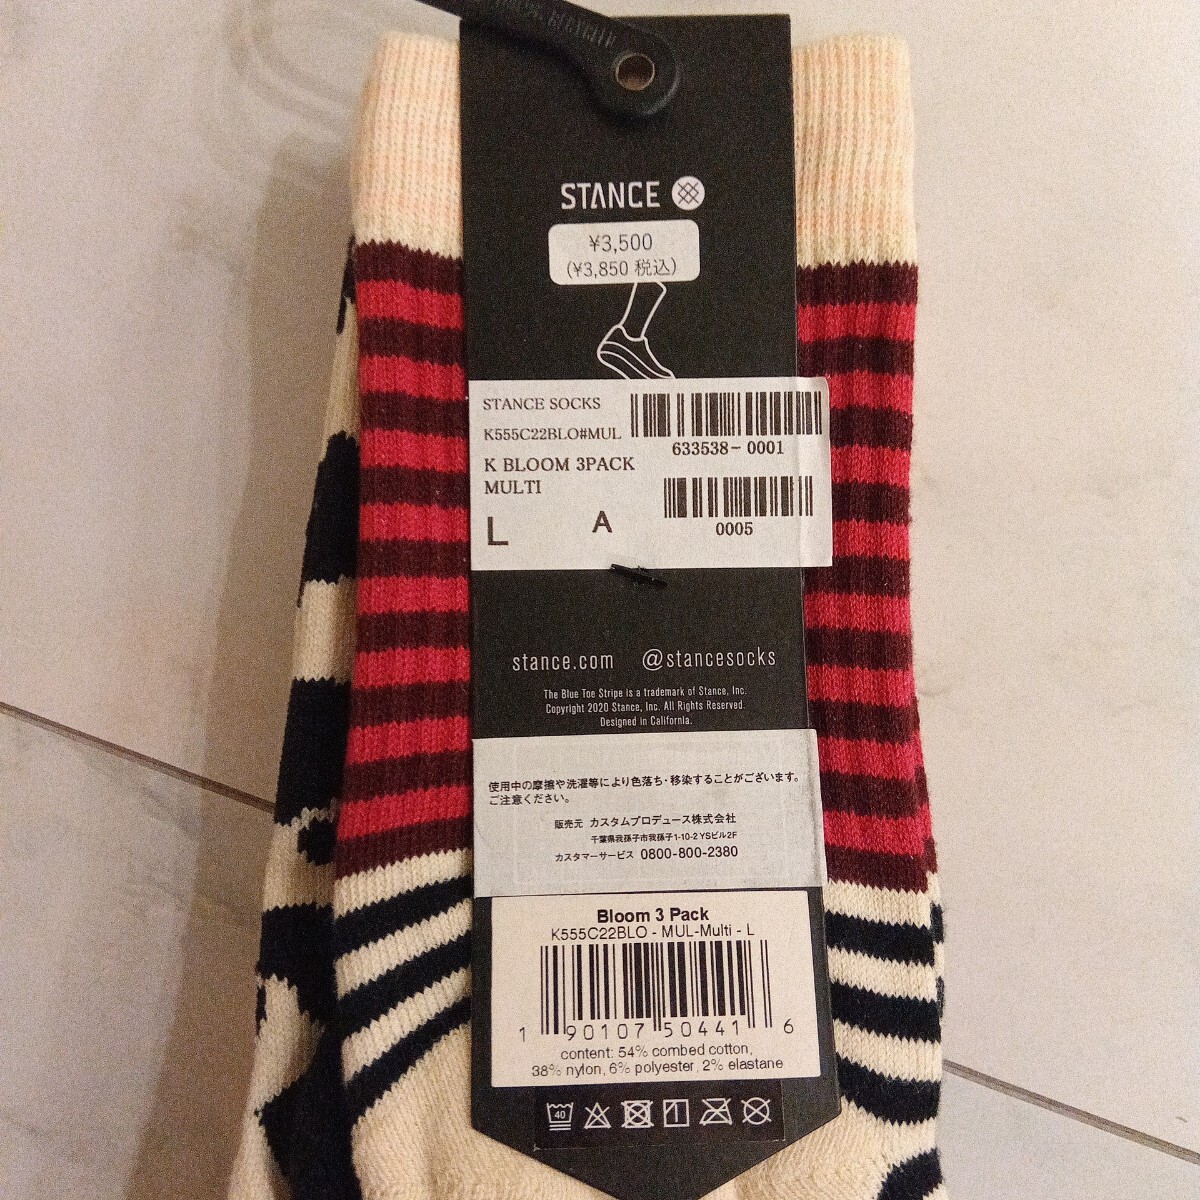 STANCE
¥3,500
(¥3,850 税込)
STANCE SOCKS
K555C22BLO#MUL
633538- 0001
K BLOOM 3PACK
MULTI
L A
0005
stance.com @stancesocks
The Blue Toe Stripe is a trademark of Stance, Inc.
Copyright 2020 Stance, Inc. All Rights Reserved.
Designed in California.
使用中の摩擦や洗濯等により色落ち・移染することがございます。
ご注意ください。
販売元 カスタムプロデュース株式会社
千葉県我孫子市我孫子1-10-2 YSビル2F
カスタマーサービス 0800-800-2380
Bloom 3 Pack
K555C22BLO - MUL-Multi - L
1 90107 50441 6
content: 54% combed cotton,
38% nylon, 6% polyester, 2% elastane
40